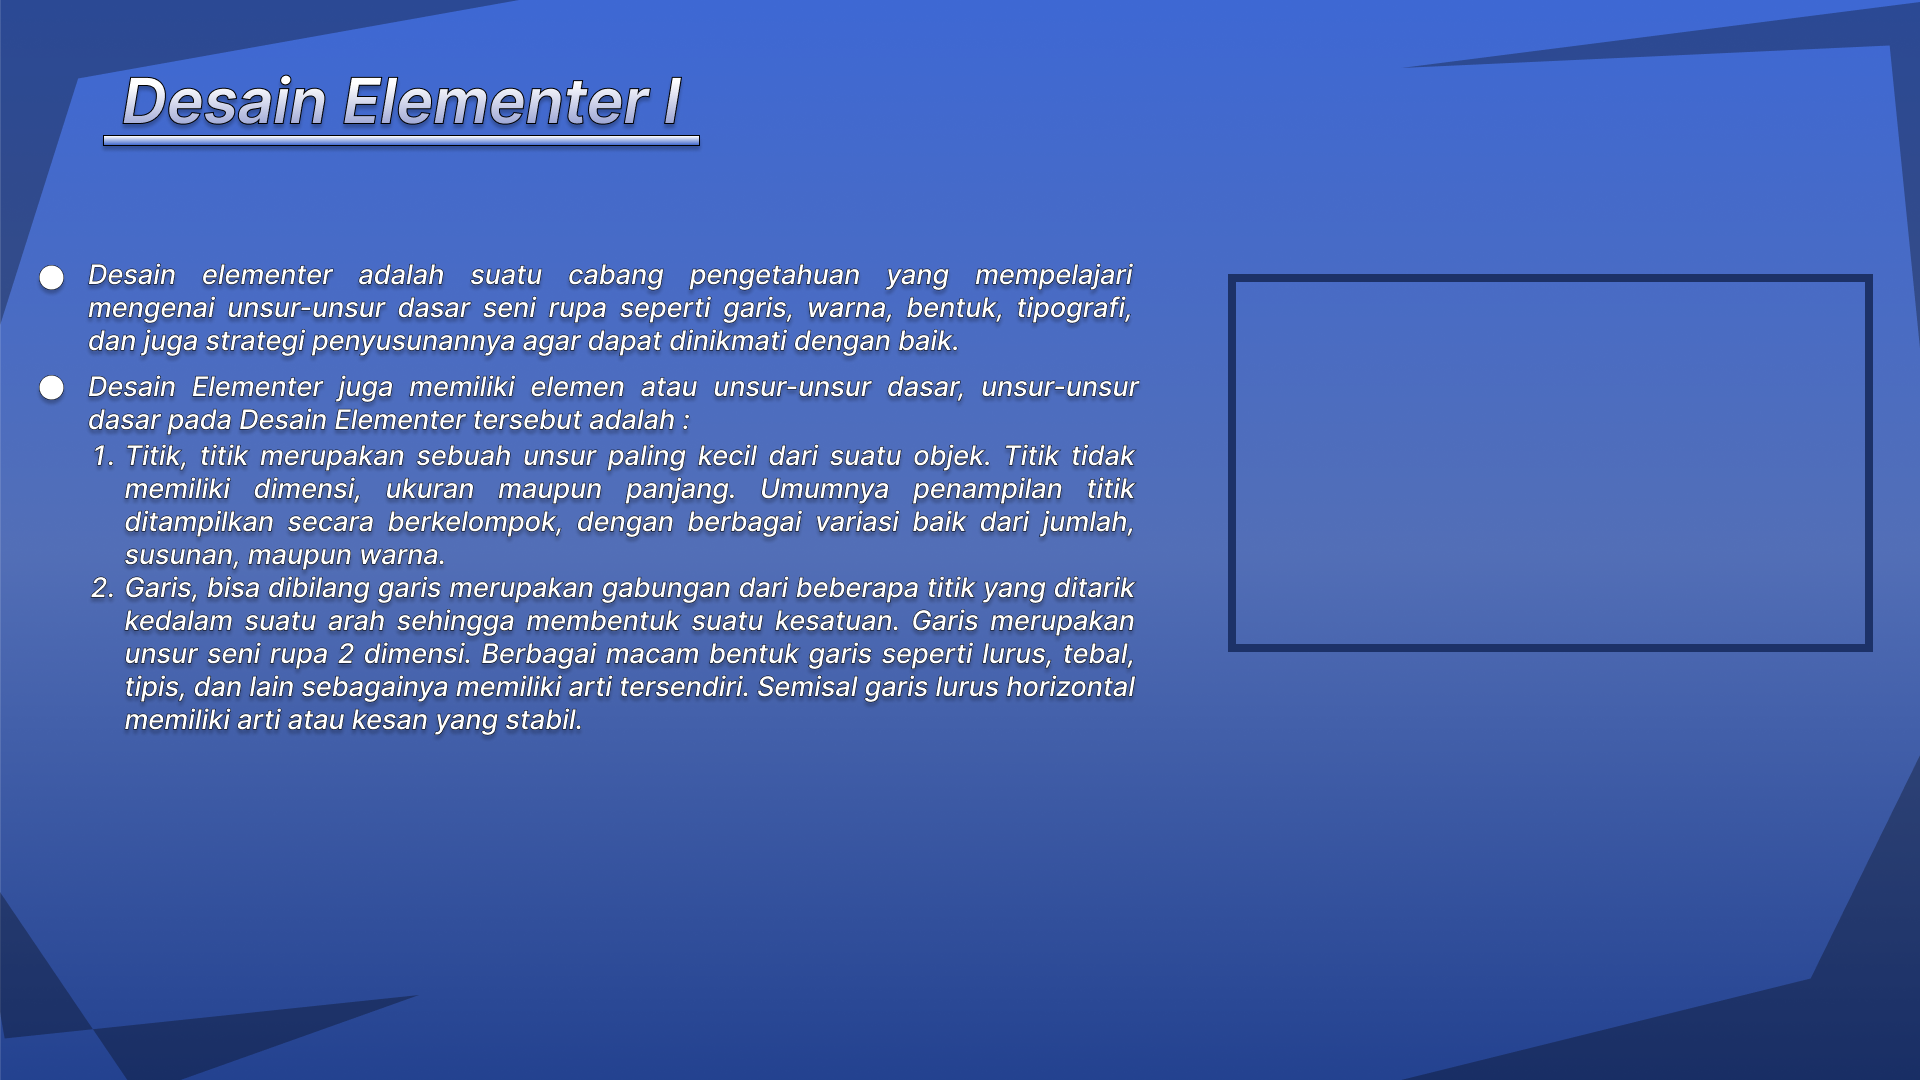 Desain Elementer I
Desain elementer adalah suatu cabang pengetahuan yang mempelajari
mengenai unsur-unsur dasar seni rupa seperti garis, warna, bentuk, tipografi,
dan juga strategi penyusunannya agar dapat dinikmati dengan baik.
Desain Elementer juga memiliki elemen atau unsur-unsur dasar, unsur-unsur
dasar pada Desain Elementer tersebut adalah :
1. Titik, titik merupakan sebuah unsur paling kecil dari suatu objek. Titik tidak
memiliki dimensi, ukuran maupun panjang. Umumnya penampilan titik
ditampilkan secara berkelompok, dengan berbagai variasi baik dari jumlah,
susunan, maupun warna.
2. Garis, bisa dibilang garis merupakan gabungan dari beberapa titik yang ditarik
kedalam suatu arah sehingga membentuk suatu kesatuan. Garis merupakan
unsur seni rupa 2 dimensi. Berbagai macam bentuk garis seperti lurus, tebal,
tipis, dan lain sebagainya memiliki arti tersendiri. Semisal garis lurus horizontal
memiliki arti atau kesan yang stabil.